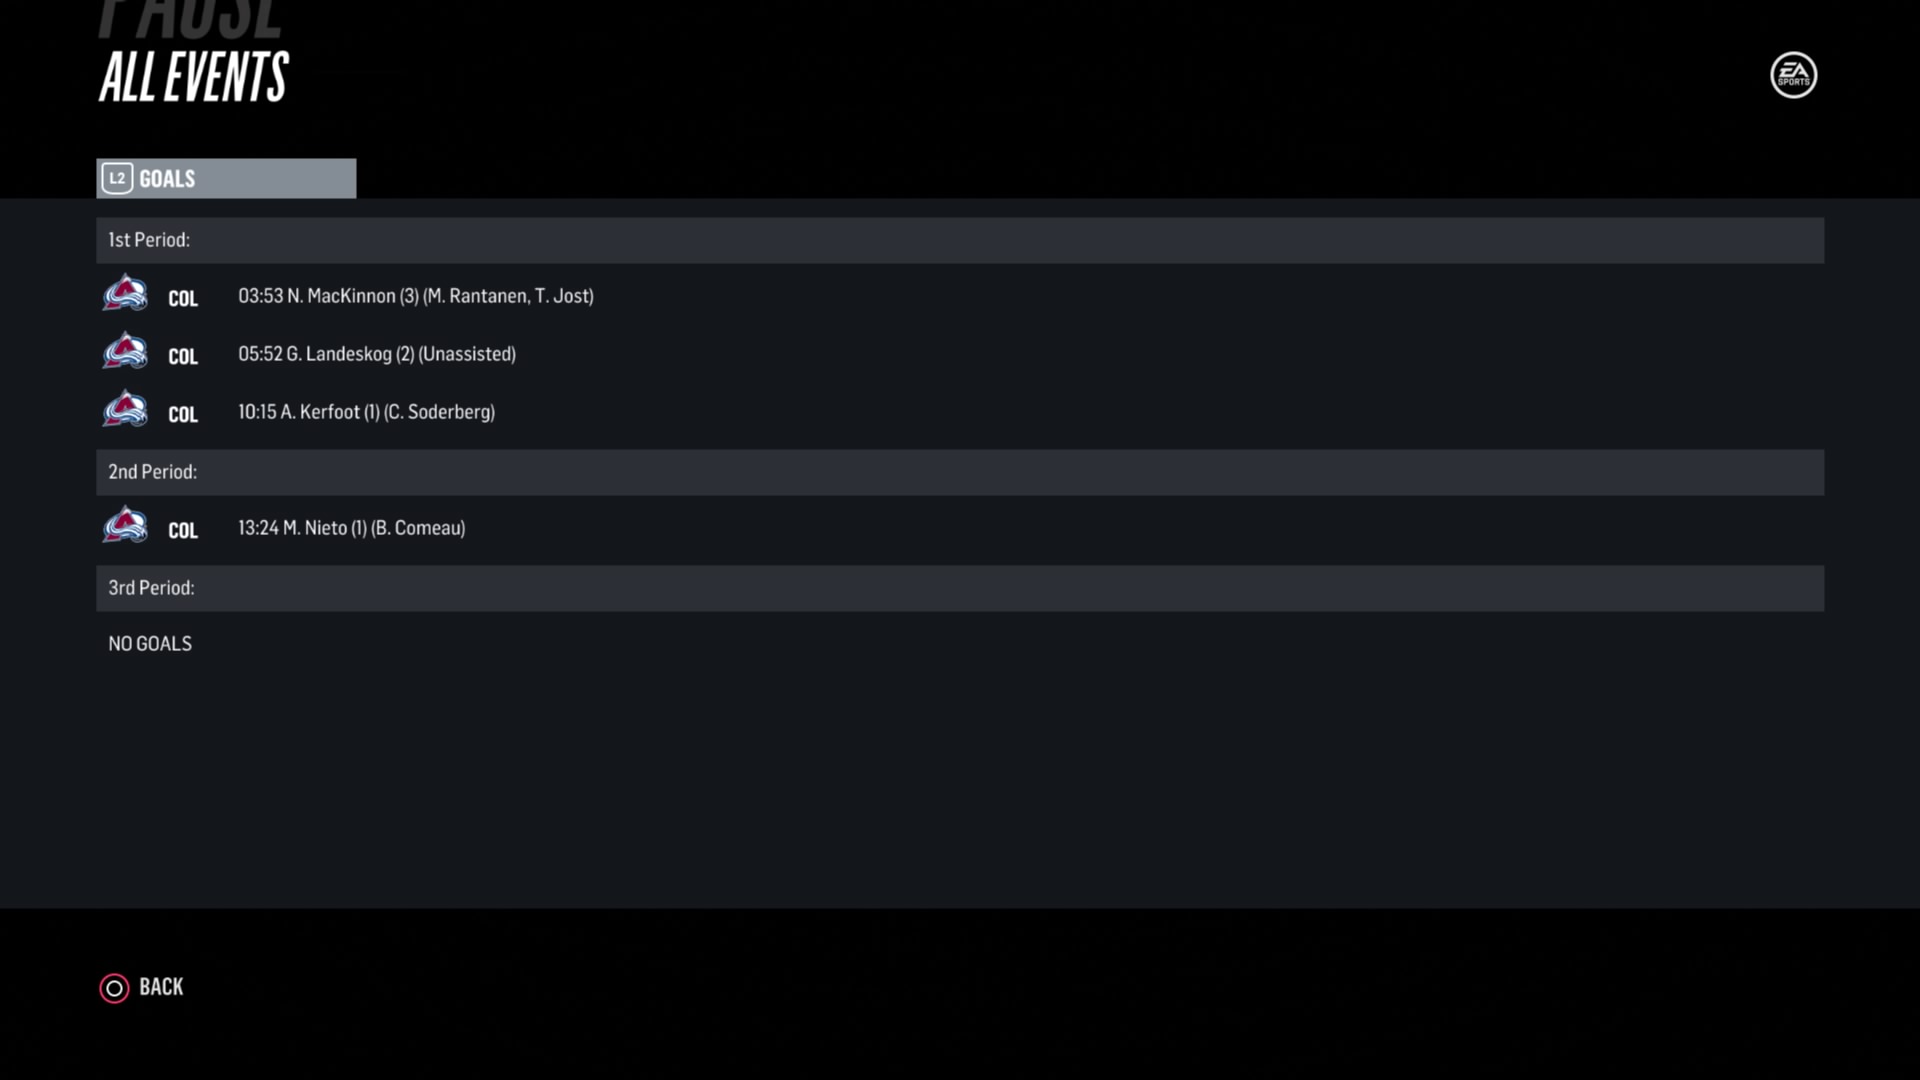 PAUSE
ALL EVENTS
EA
SPORTS
L2 GOALS
1st Period:
COL 03:53 N. MacKinnon (3) (M. Rantanen, T. Jost)
COL 05:52 G. Landeskog (2) (Unassisted)
COL 10:15 A. Kerfoot (1) (C. Soderberg)
2nd Period:
COL 13:24 M. Nieto (1) (B. Comeau)
3rd Period:
NO GOALS
BACK